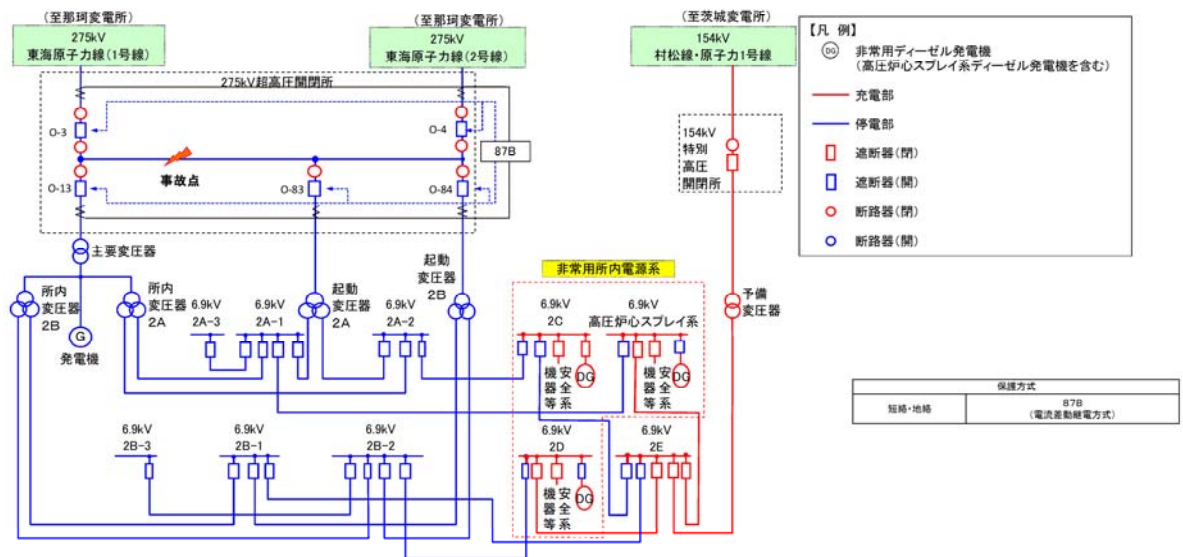 (至那珂変電所)
275kV
東海原子力線(1号線)
(至那珂変電所)
275kV
東海原子力線(2号線)
(至茨城変電所)
154kV
村松線・原子力1号線
【凡 例】
DG
非常用ディーゼル発電機
(高圧炉心スプレイ系ディーゼル発電機を含む)
充電部
停電部
遮断器(閉)
遮断器(開)
断路器(閉)
断路器(開)
275kV超高圧開閉所
O-3
O-4
87B
事故点
O-13
O-83
O-84
154kV
特別
高圧
開閉所
主要変圧器
所内
変圧器
2B
G
発電機
所内
変圧器
2A
6.9kV
2A-3
6.9kV
2A-1
起動
変圧器
2A
6.9kV
2A-2
起動
変圧器
2B
非常用所内電源系
6.9kV
2C
6.9kV
高圧炉心スプレイ系
予備
変圧器
安全系
機器等
DG
安全系
機器等
DG
6.9kV
2B-3
6.9kV
2B-1
6.9kV
2B-2
6.9kV
2D
6.9kV
2E
安全系
機器等
DG
保護方式
短絡・地絡
87B
(電流差動継電方式)